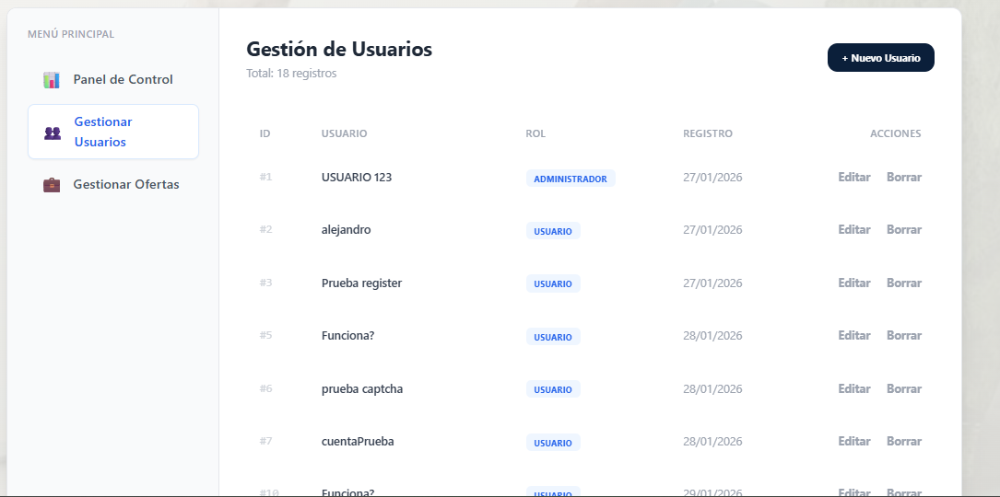 MENÚ PRINCIPAL
Panel de Control
Gestionar
Usuarios
Gestionar Ofertas
Gestión de Usuarios
Total: 18 registros
+ Nuevo Usuario
ID USUARIO ROL REGISTRO ACCIONES
#1 USUARIO 123 ADMINISTRADOR 27/01/2026 Editar Borrar
#2 alejandro USUARIO 27/01/2026 Editar Borrar
#3 Prueba register USUARIO 27/01/2026 Editar Borrar
#5 Funciona? USUARIO 28/01/2026 Editar Borrar
#6 prueba captcha USUARIO 28/01/2026 Editar Borrar
#7 cuentaPrueba USUARIO 28/01/2026 Editar Borrar
#10 Funciona? USUARIO 29/01/2026 Editar Borrar